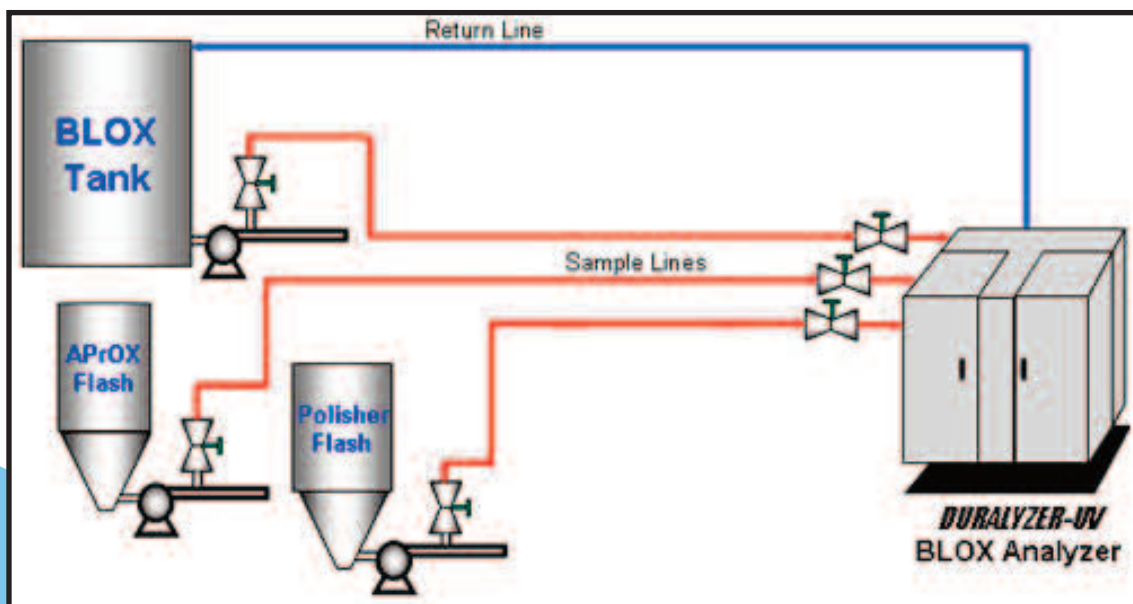 Return Line
BLOX
Tank
Sample Lines
APrOX
Flash
Polisher
Flash
DURALYZER-UV
BLOX Analyzer